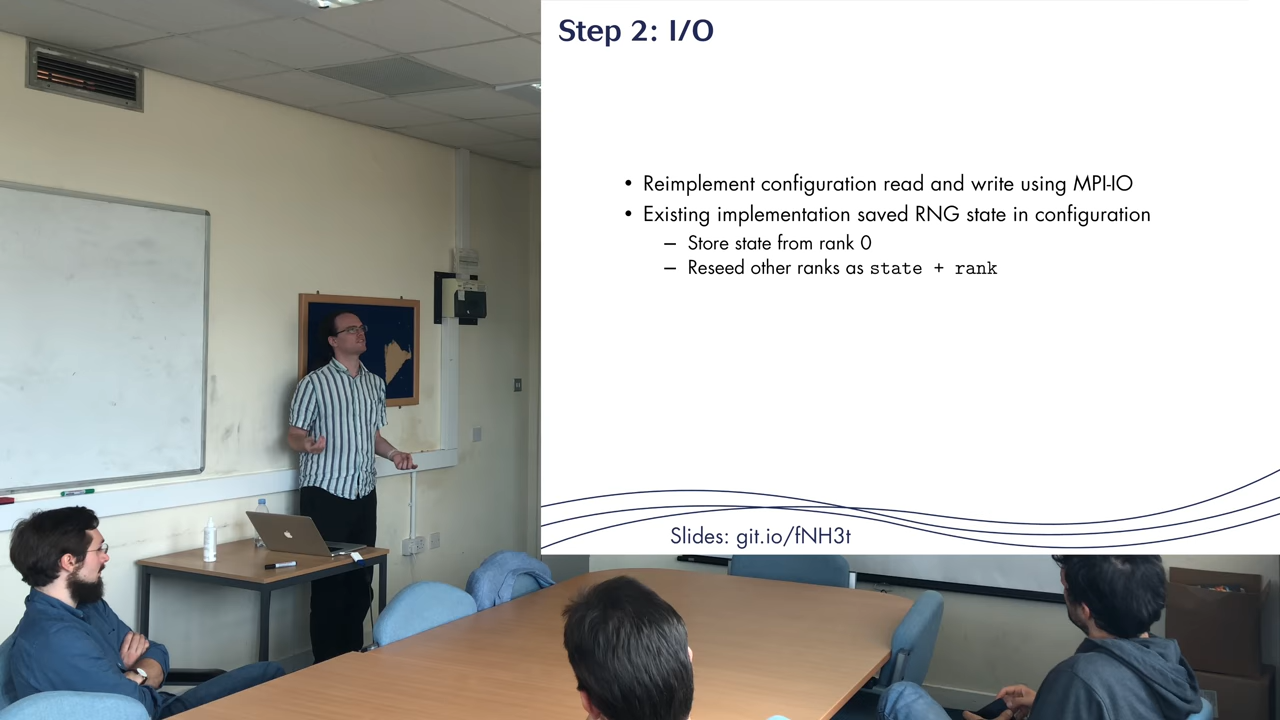 Step 2: I/O
• Reimplement configuration read and write using MPI-IO
• Existing implementation saved RNG state in configuration
– Store state from rank 0
– Reseed other ranks as state + rank
Slides: git.io/fNH3t